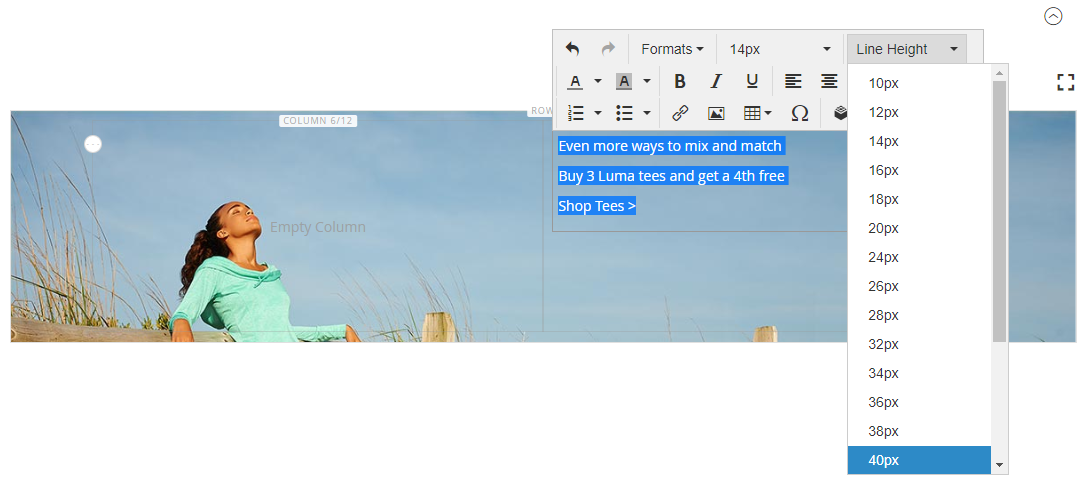 Formats
14px
Line Height
A
A
B
I
U
Ω
COLUMN 6/12
ROW
Empty Column
Even more ways to mix and match
Buy 3 Luma tees and get a 4th free
Shop Tees >
10px
12px
14px
16px
18px
20px
24px
26px
28px
32px
34px
36px
38px
40px